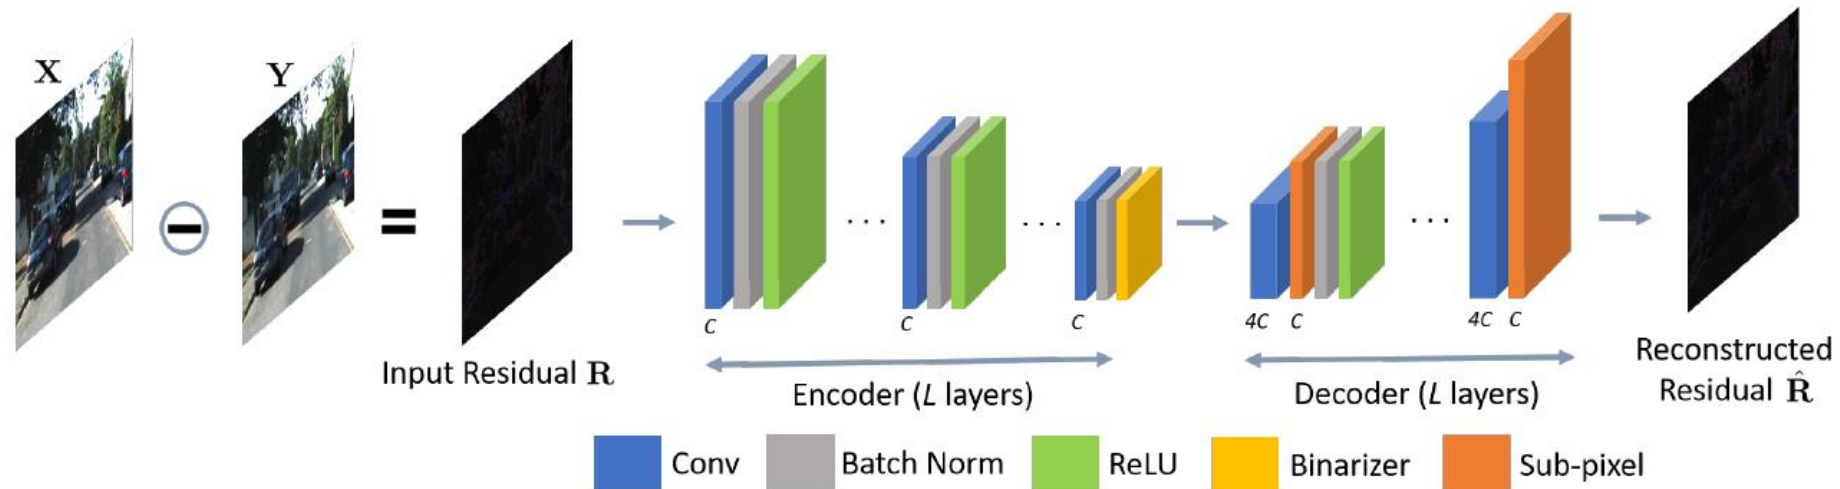 X
Y
Input Residual R
C
C
C
4C C
4C C
Encoder (L layers)
Decoder (L layers)
Reconstructed
Residual R̂
Conv
Batch Norm
ReLU
Binarizer
Sub-pixel